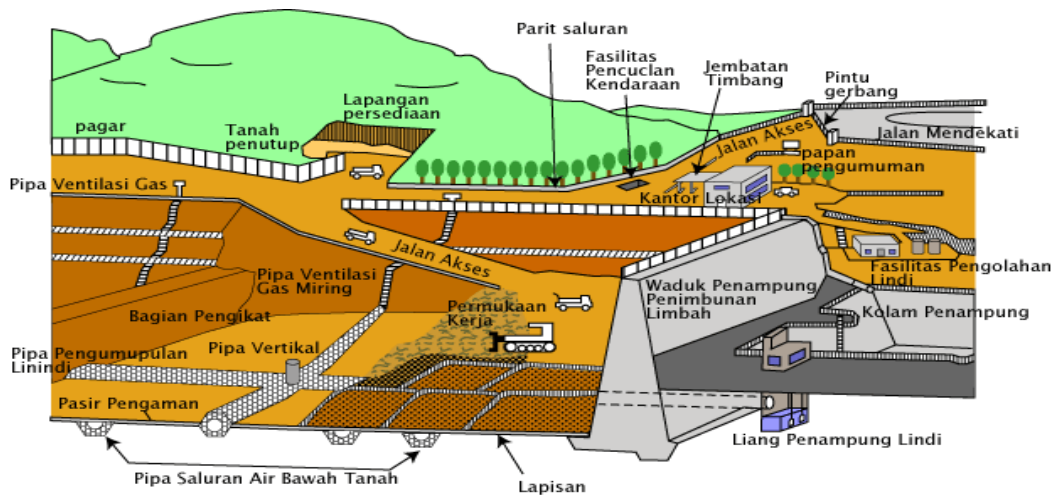 Parit saluran
Fasilitas
Pencuclan
Kendaraan
Jembatan
Timbang
Pintu
gerbang
Lapangan
persediaan
pagar
Tanah
penutup
Jalan Akses
Jalan Mendekati
papan
pengumuman
Pipa Ventilasi Gas
Kantor Lokasi
Jalan Akses
Pipa Ventilasi
Gas Miring
Waduk Penampung
Penimbunan
Limbah
Fasilitas Pengolahan
Lindi
Bagian Pengikat
Permukaan
Kerja
Kolam Penampung
Pipa Pengumupulan
Linindi
Pipa Vertikal
Pasir Pengaman
Liang Penampung Lindi
Pipa Saluran Air Bawah Tanah
Lapisan